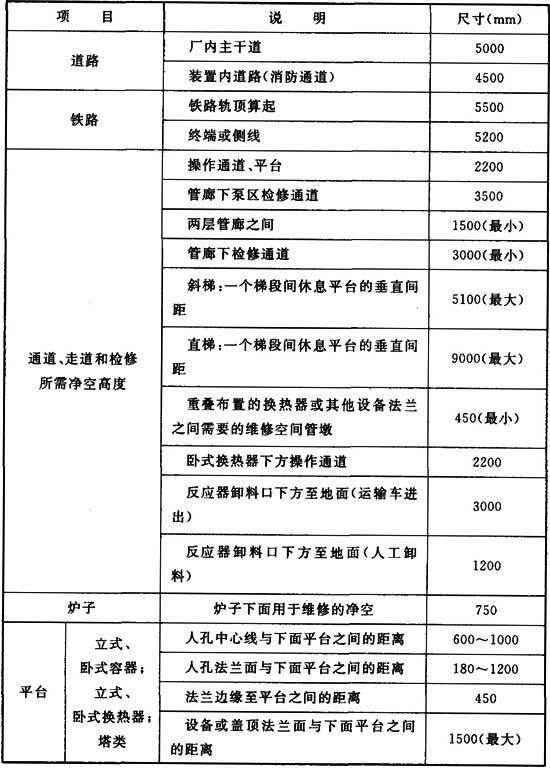 项 目 说 明 尺寸(mm)
道路
厂内主干道 5000
装置内道路(消防通道) 4500
铁路
铁路轨顶算起 5500
终端或侧线 5200
通道、走道和检修
所需净空高度
操作通道、平台 2200
管廊下泵区检修通道 3500
两层管廊之间 1500(最小)
管廊下检修通道 3000(最小)
斜梯:一个梯段间休息平台的垂直间
距
5100(最大)
直梯:一个梯段间休息平台的垂直间
距
9000(最大)
重叠布置的换热器或其他设备法兰
之间需要的维修空间管墩
450(最小)
卧式换热器下方操作通道 2200
反应器卸料口下方至地面(运输车进
出)
3000
反应器卸料口下方至地面(人工卸
料)
1200
炉子 炉子下面用于维修的净空 750
平台
立式、
卧式容器;
立式、
卧式换热器;
塔类
人孔中心线与下面平台之间的距离 600~1000
人孔法兰面与下面平台之间的距离 180~1200
法兰边缘至平台之间的距离 450
设备或盖顶法兰面与下面平台之间
的距离
1500(最大)